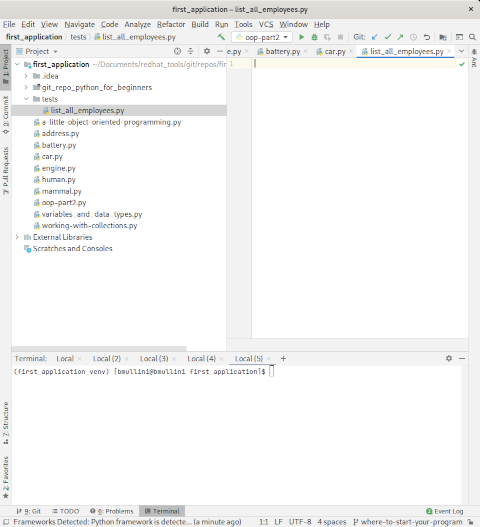 first_application – list_all_employees.py
File Edit View Navigate Code Analyze Refactor Build Run Tools VCS Window Help
first_application tests list_all_employees.py oop-part2 Git:
Project e.py battery.py car.py list_all_employees.py
first_application ~/Documents/redhat_tools/git/repos/fir
1
.idea
git_repo_python_for_beginners
tests
list_all_employees.py
a-little-object-oriented-programming.py
address.py
battery.py
car.py
engine.py
human.py
mammal.py
oop-part2.py
variables_and_data_types.py
working-with-collections.py
External Libraries
Scratches and Consoles
1: Project
0: Commit
Pull Requests
7: Structure
2: Favorites
Ant
Terminal: Local Local (2) Local (3) Local (4) Local (5) +
(first_application_venv) [bmullini@bmullini first_application]$
9: Git TODO 6: Problems Terminal 2 Event Log
Frameworks Detected: Python framework is detecte... (a minute ago) 1:1 LF UTF-8 4 spaces where-to-start-your-program